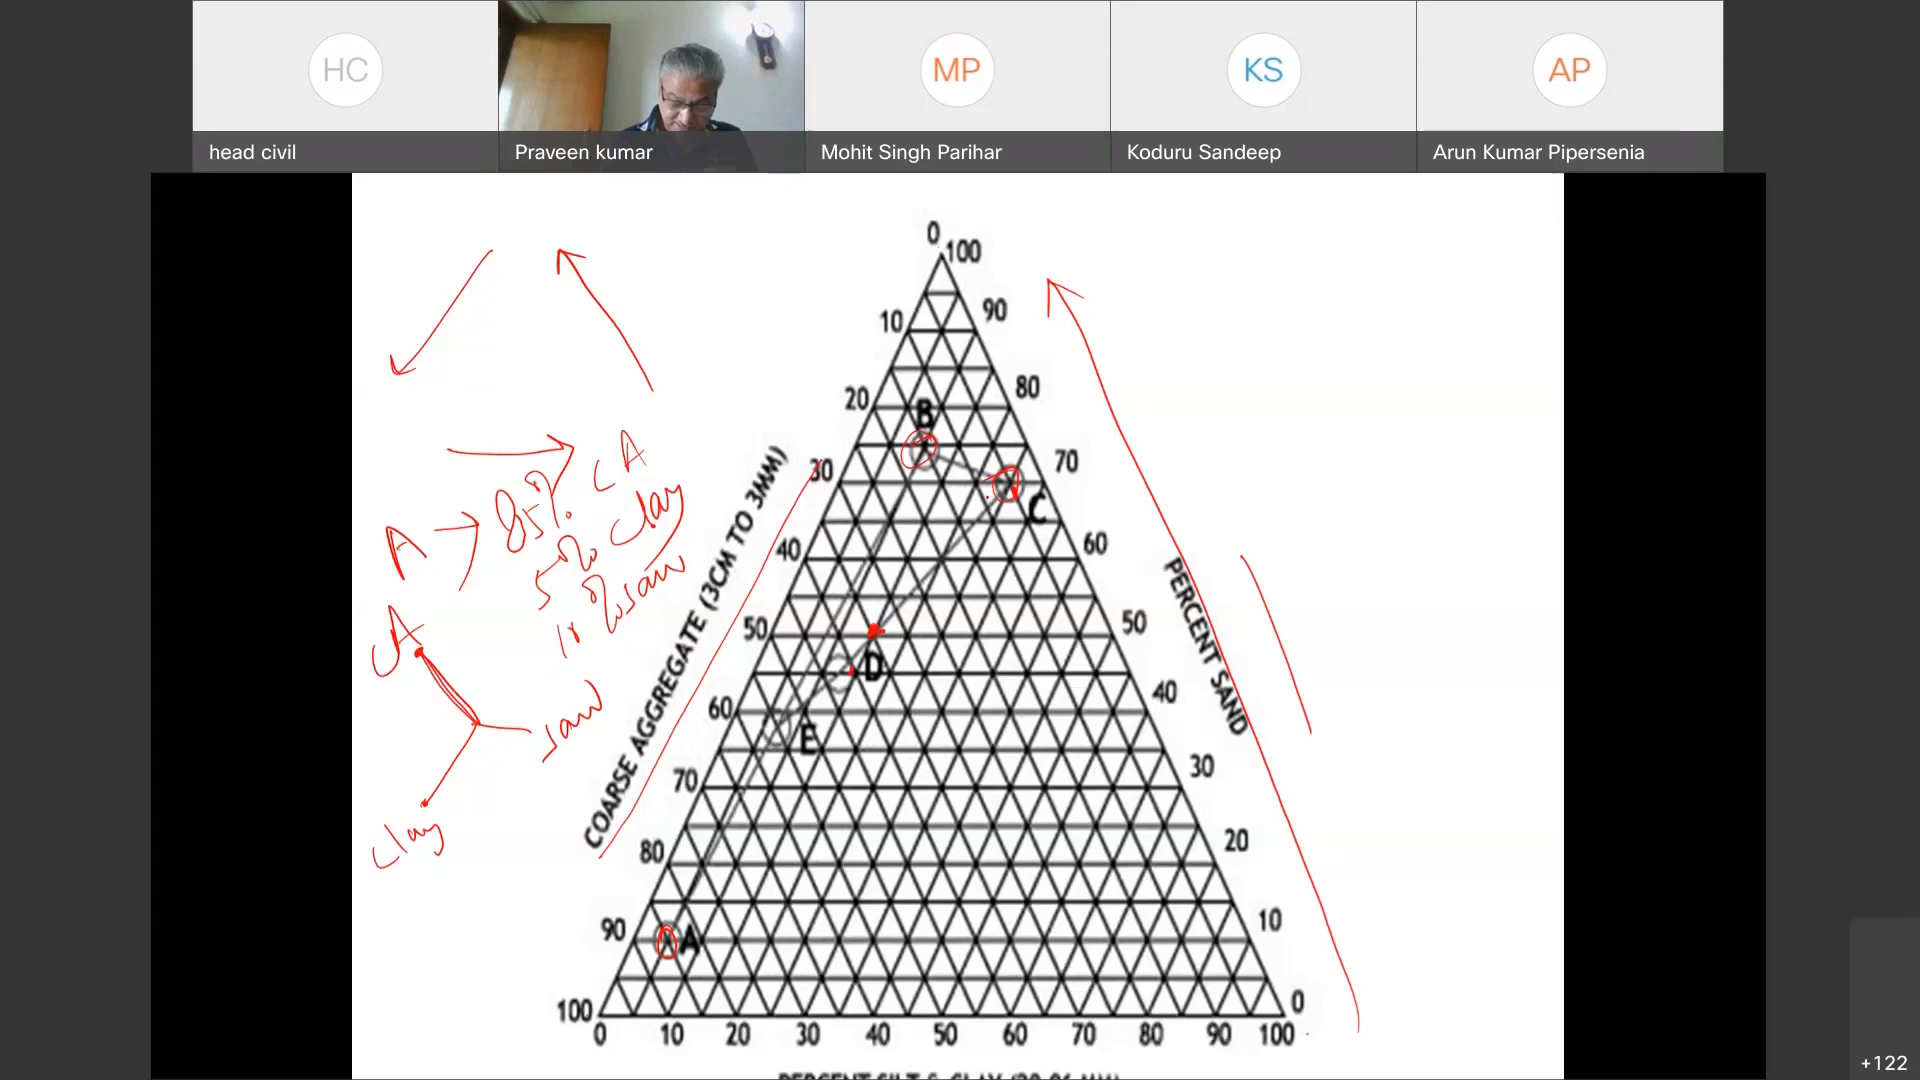 HC
MP
KS
AP
head civil
Praveen kumar
Mohit Singh Parihar
Koduru Sandeep
Arun Kumar Pipersenia
0
100
10
90
20
80
B
30
70
C
40
60
50
50
D
60
40
E
70
30
80
20
90
10
A
100
0
0 10 20 30 40 50 60 70 80 90 100
COARSE AGGREGATE (3CM TO 3MM)
PERCENT SAND
A → 85% CA
5% clay
CA
clay
+122